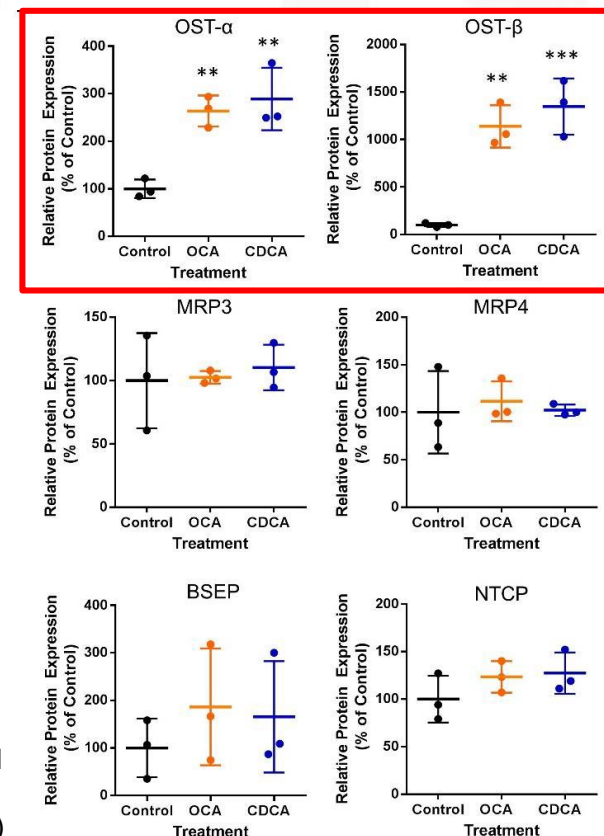 OST-α
OST-β
Relative Protein Expression
(% of Control)
400
300
200
100
0
**
**
Control
OCA
CDCA
Treatment
Relative Protein Expression
(% of Control)
2000
1500
1000
500
0
**
***
Control
OCA
CDCA
Treatment
MRP3
MRP4
Relative Protein Expression
(% of Control)
150
100
50
0
Control
OCA
CDCA
Treatment
Relative Protein Expression
(% of Control)
200
150
100
50
0
Control
OCA
CDCA
Treatment
BSEP
NTCP
Relative Protein Expression
(% of Control)
400
300
200
100
0
Control
OCA
CDCA
Treatment
Relative Protein Expression
(% of Control)
200
150
100
50
0
Control
OCA
CDCA
Treatment
)